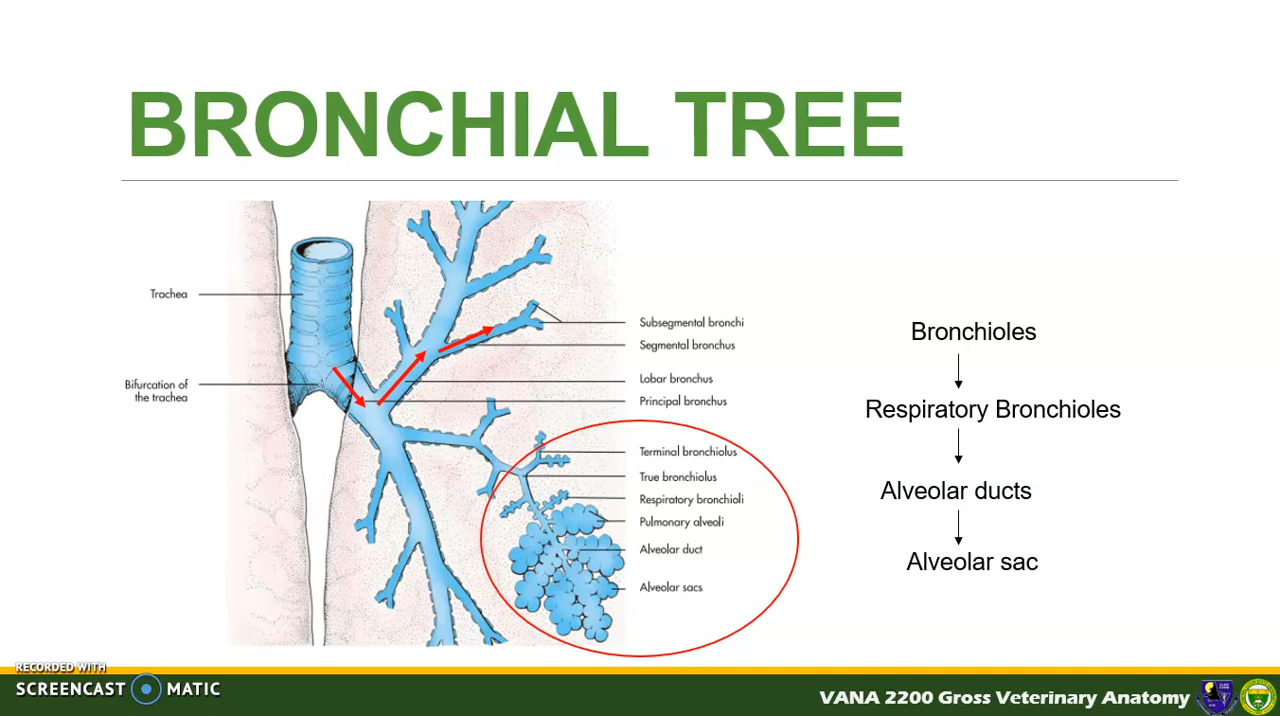 BRONCHIAL TREE
Trachea
Bifurcation of
the trachea
Subsegmental bronchi
Segmental bronchus
Lobar bronchus
Principal bronchus
Terminal bronchiolus
True bronchiolus
Respiratory bronchioli
Pulmonary alveoli
Alveolar duct
Alveolar sacs
Bronchioles
Respiratory Bronchioles
Alveolar ducts
Alveolar sac
RECORDED WITH
SCREENCAST MATIC
VANA 2200 Gross Veterinary Anatomy